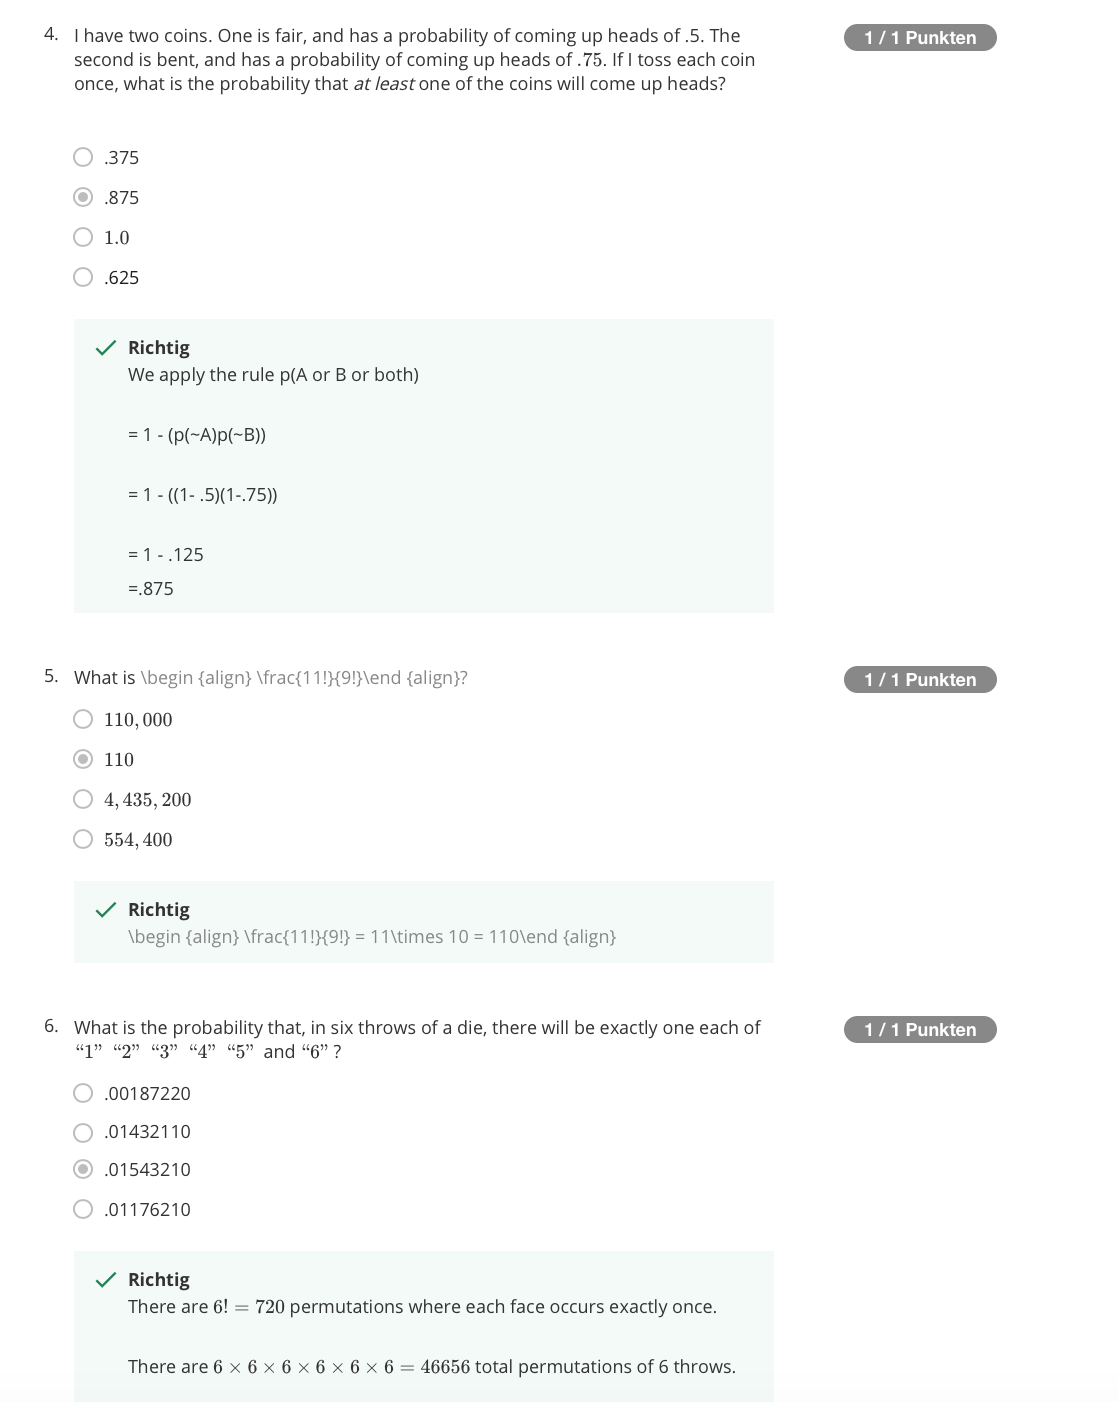 4. I have two coins. One is fair, and has a probability of coming up heads of .5. The
1 / 1 Punkten
second is bent, and has a probability of coming up heads of .75. If I toss each coin
once, what is the probability that at least one of the coins will come up heads?
.375
.875
1.0
.625
Richtig
We apply the rule p(A or B or both)
= 1 - (p(~A)p(~B))
= 1 - ((1- .5)(1-.75))
= 1 - .125
=.875
5. What is \begin {align} \frac{11!}{9!}\end {align}?
1 / 1 Punkten
110, 000
110
4, 435, 200
554, 400
Richtig
\begin {align} \frac{11!}{9!} = 11\times 10 = 110\end {align}
6. What is the probability that, in six throws of a die, there will be exactly one each of
1 / 1 Punkten
“1” “2” “3” “4” “5” and “6” ?
.00187220
.01432110
.01543210
.01176210
Richtig
There are 6! = 720 permutations where each face occurs exactly once.
There are 6 × 6 × 6 × 6 × 6 × 6 = 46656 total permutations of 6 throws.